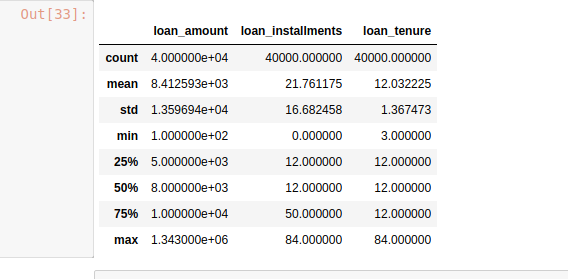 Out[33]:
loan_amount loan_installments loan_tenure
count 4.000000e+04 40000.000000 40000.000000
mean 8.412593e+03 21.761175 12.032225
std 1.359694e+04 16.682458 1.367473
min 1.000000e+02 0.000000 3.000000
25% 5.000000e+03 12.000000 12.000000
50% 8.000000e+03 12.000000 12.000000
75% 1.000000e+04 50.000000 12.000000
max 1.343000e+06 84.000000 84.000000